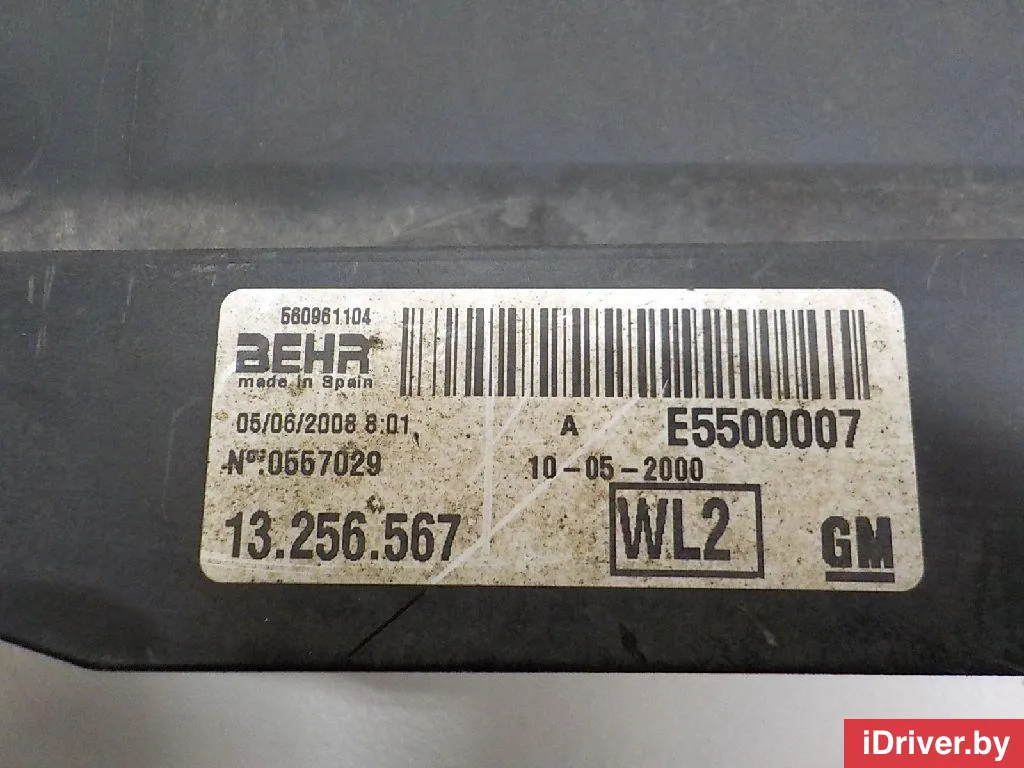 560961104
BEHR
made in Spain
05/06/2008 8:01
A
E5500007
Nº:0557029
10-05-2000
13.256.567
WL2
GM
iDriver.by